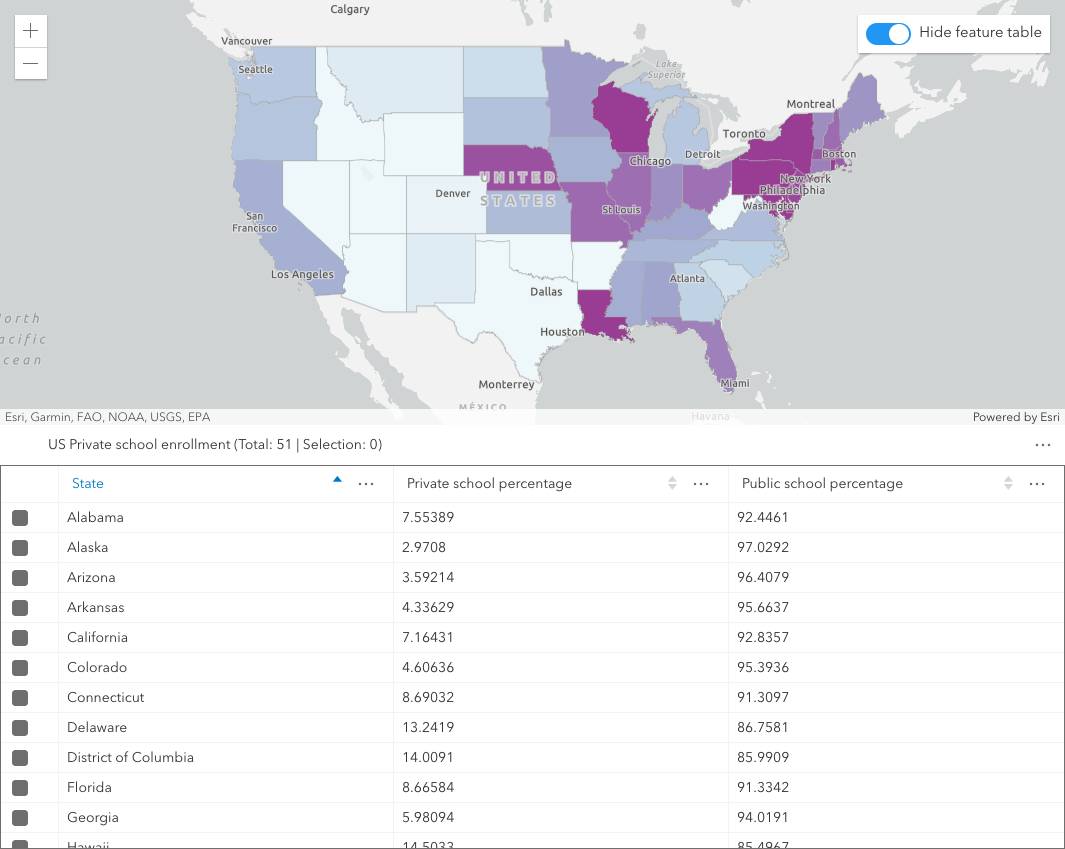 Calgary
Vancouver
Seattle
Lake
Superior
Montreal
Toronto
Boston
Chicago
Detroit
New York
Philadelphia
UNITED
STATES
Denver
St Louis
Washington
San
Francisco
Los Angeles
Atlanta
Dallas
Houston
orth
acific
cean
Miami
Monterrey
MÉXICO
Havana
Hide feature table
Esri, Garmin, FAO, NOAA, USGS, EPA
Powered by Esri
US Private school enrollment (Total: 51 | Selection: 0)
State Private school percentage Public school percentage
Alabama 7.55389 92.4461
Alaska 2.9708 97.0292
Arizona 3.59214 96.4079
Arkansas 4.33629 95.6637
California 7.16431 92.8357
Colorado 4.60636 95.3936
Connecticut 8.69032 91.3097
Delaware 13.2419 86.7581
District of Columbia 14.0091 85.9909
Florida 8.66584 91.3342
Georgia 5.98094 94.0191
Hawaii 14.5033 85.4967